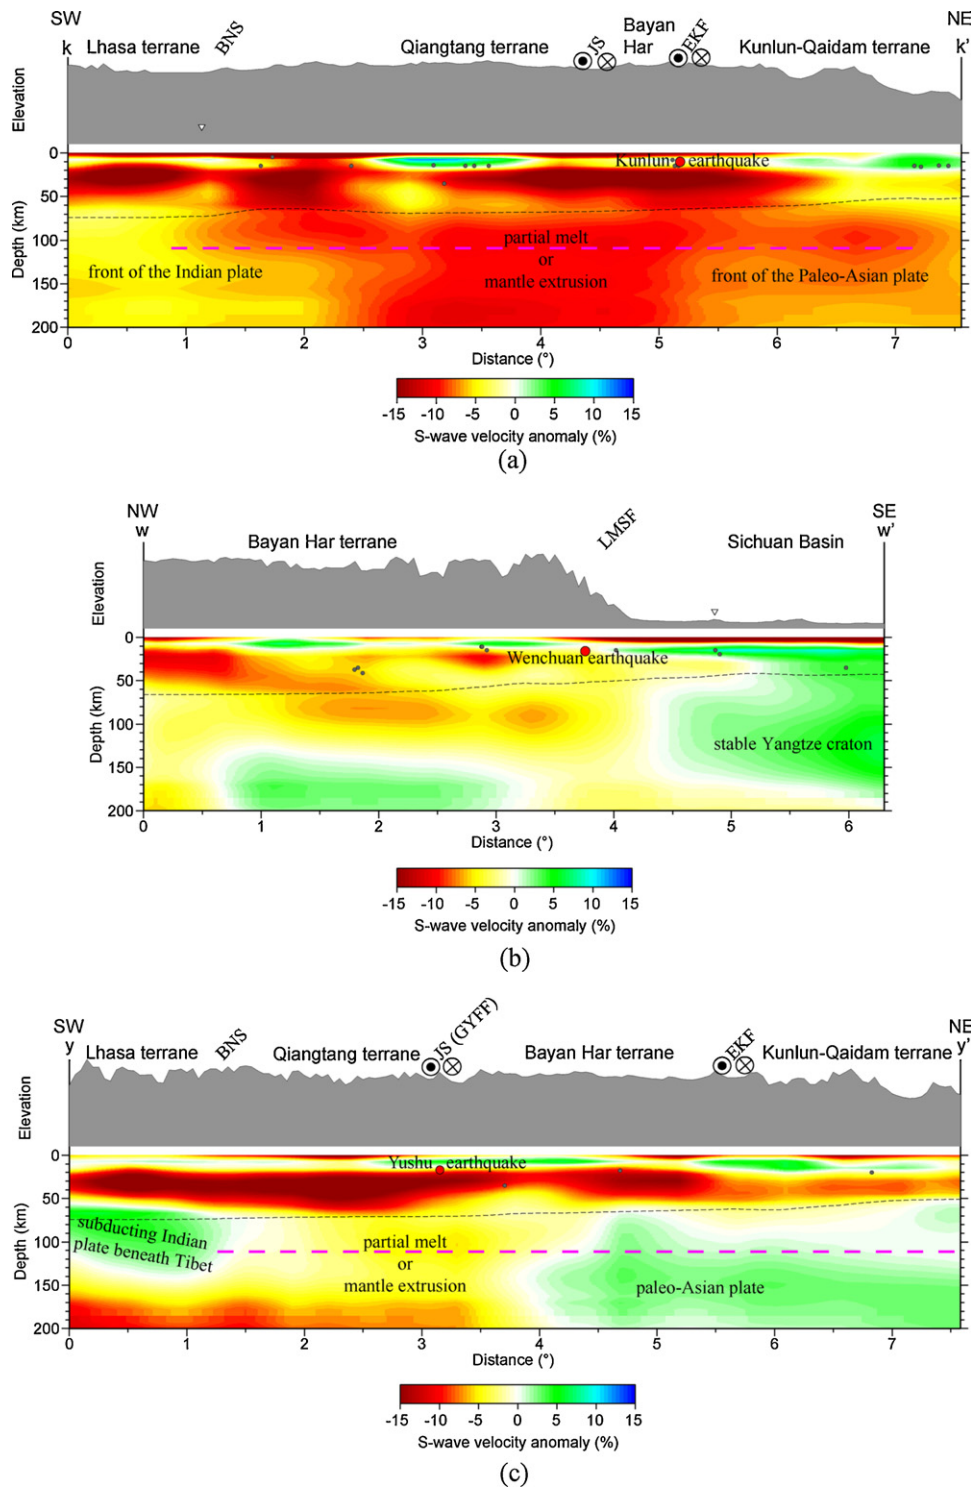 SW
k
Lhasa terrane
BNS
Qiangtang terrane
JS
Bayan
Har
EKF
Kunlun-Qaidam terrane
NE
k'
Elevation
Depth (km)
0
50
100
150
200
Kunlun earthquake
partial melt
or
mantle extrusion
front of the Indian plate
front of the Paleo-Asian plate
0 1 2 3 4 5 6 7
Distance (°)
-15 -10 -5 0 5 10 15
S-wave velocity anomaly (%)
(a)
NW
w
Bayan Har terrane
LMSF
Sichuan Basin
SE
w'
Elevation
Depth (km)
0
50
100
150
200
Wenchuan earthquake
stable Yangtze craton
0 1 2 3 4 5 6
Distance (°)
-15 -10 -5 0 5 10 15
S-wave velocity anomaly (%)
(b)
SW
y
Lhasa terrane
BNS
Qiangtang terrane
JS (GYFF)
Bayan Har terrane
EKF
Kunlun-Qaidam terrane
NE
y'
Elevation
Depth (km)
0
50
100
150
200
Yushu earthquake
subducting Indian
plate beneath Tibet
partial melt
or
mantle extrusion
paleo-Asian plate
0 1 2 3 4 5 6 7
Distance (°)
-15 -10 -5 0 5 10 15
S-wave velocity anomaly (%)
(c)